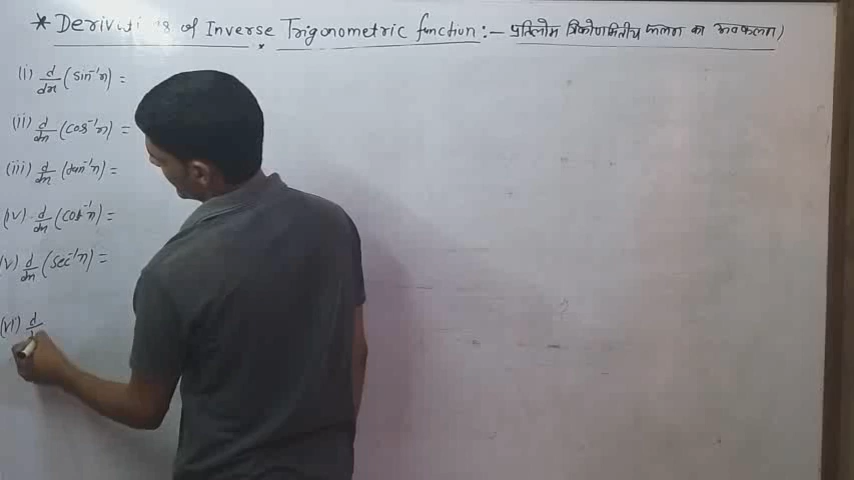 * Derivati s of Inverse Trigonometric function :- प्रतिलोम त्रिकोणमितीय फलन का अवकलन)
(i) d/dx (sin⁻¹x) =
(ii) d/dx (cos⁻¹x) =
(iii) d/dx (tan⁻¹x) =
(iv) d/dx (cot⁻¹x) =
(v) d/dx (sec⁻¹x) =
(vi) d